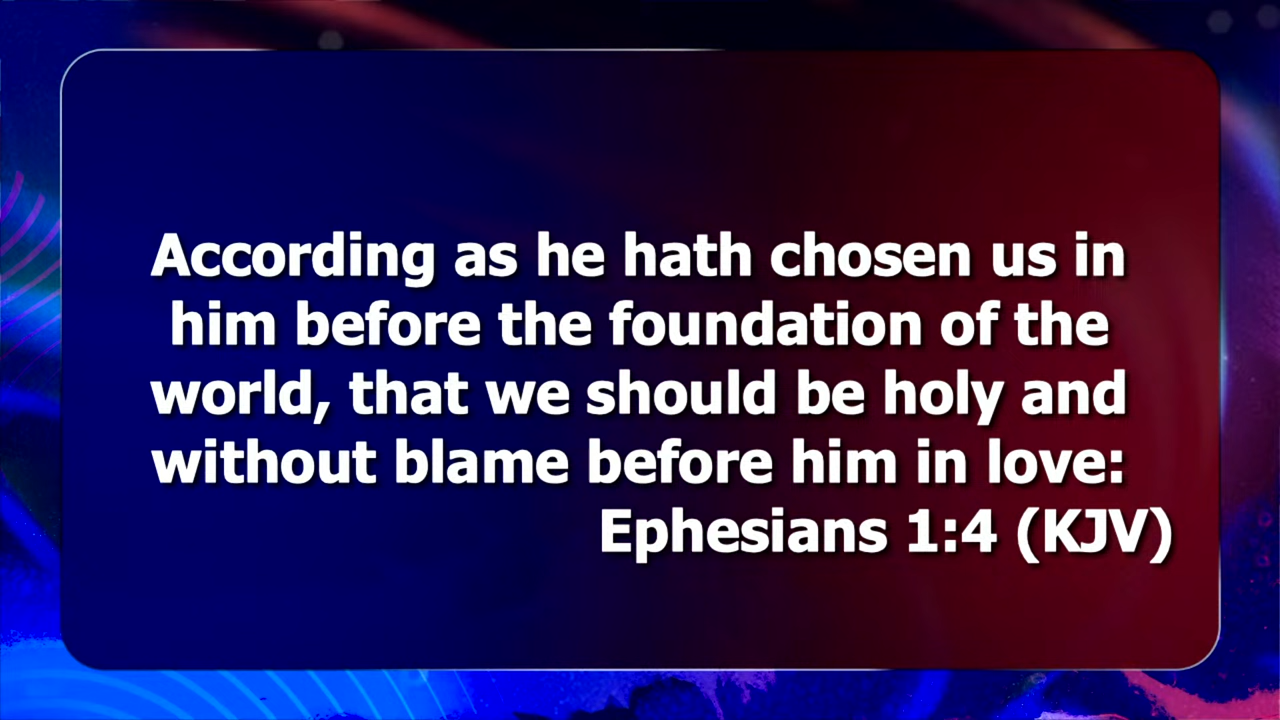 According as he hath chosen us in
him before the foundation of the
world, that we should be holy and
without blame before him in love:
Ephesians 1:4 (KJV)